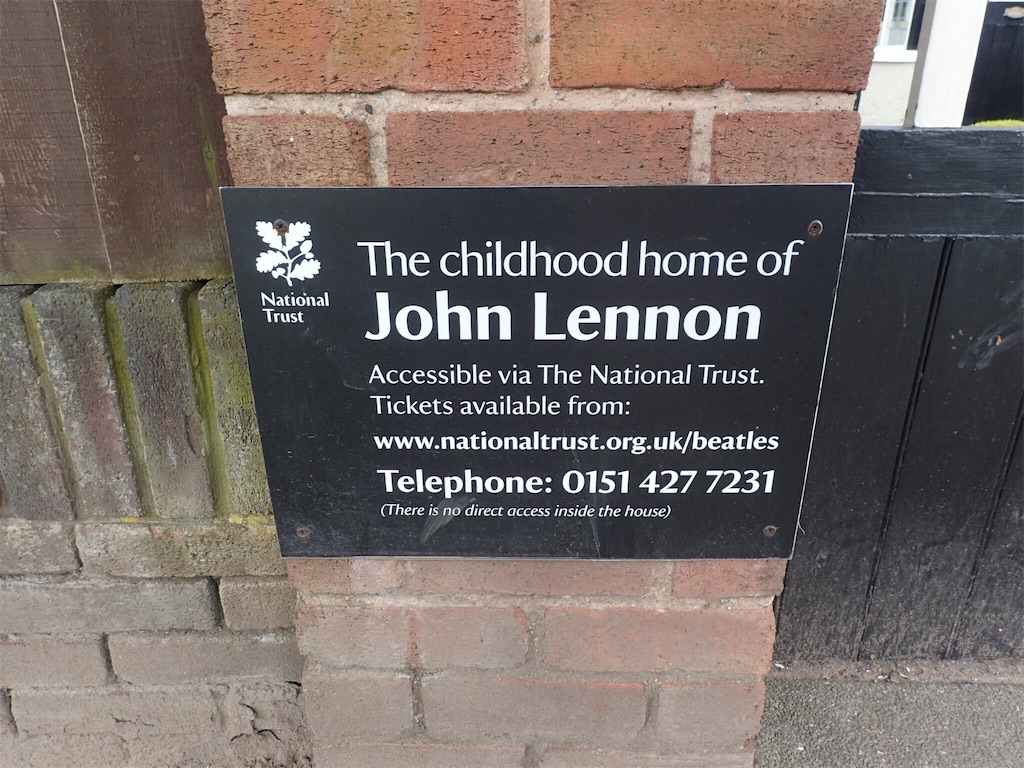 National
Trust
The childhood home of
John Lennon
Accessible via The National Trust.
Tickets available from:
www.nationaltrust.org.uk/beatles
Telephone: 0151 427 7231
(There is no direct access inside the house)